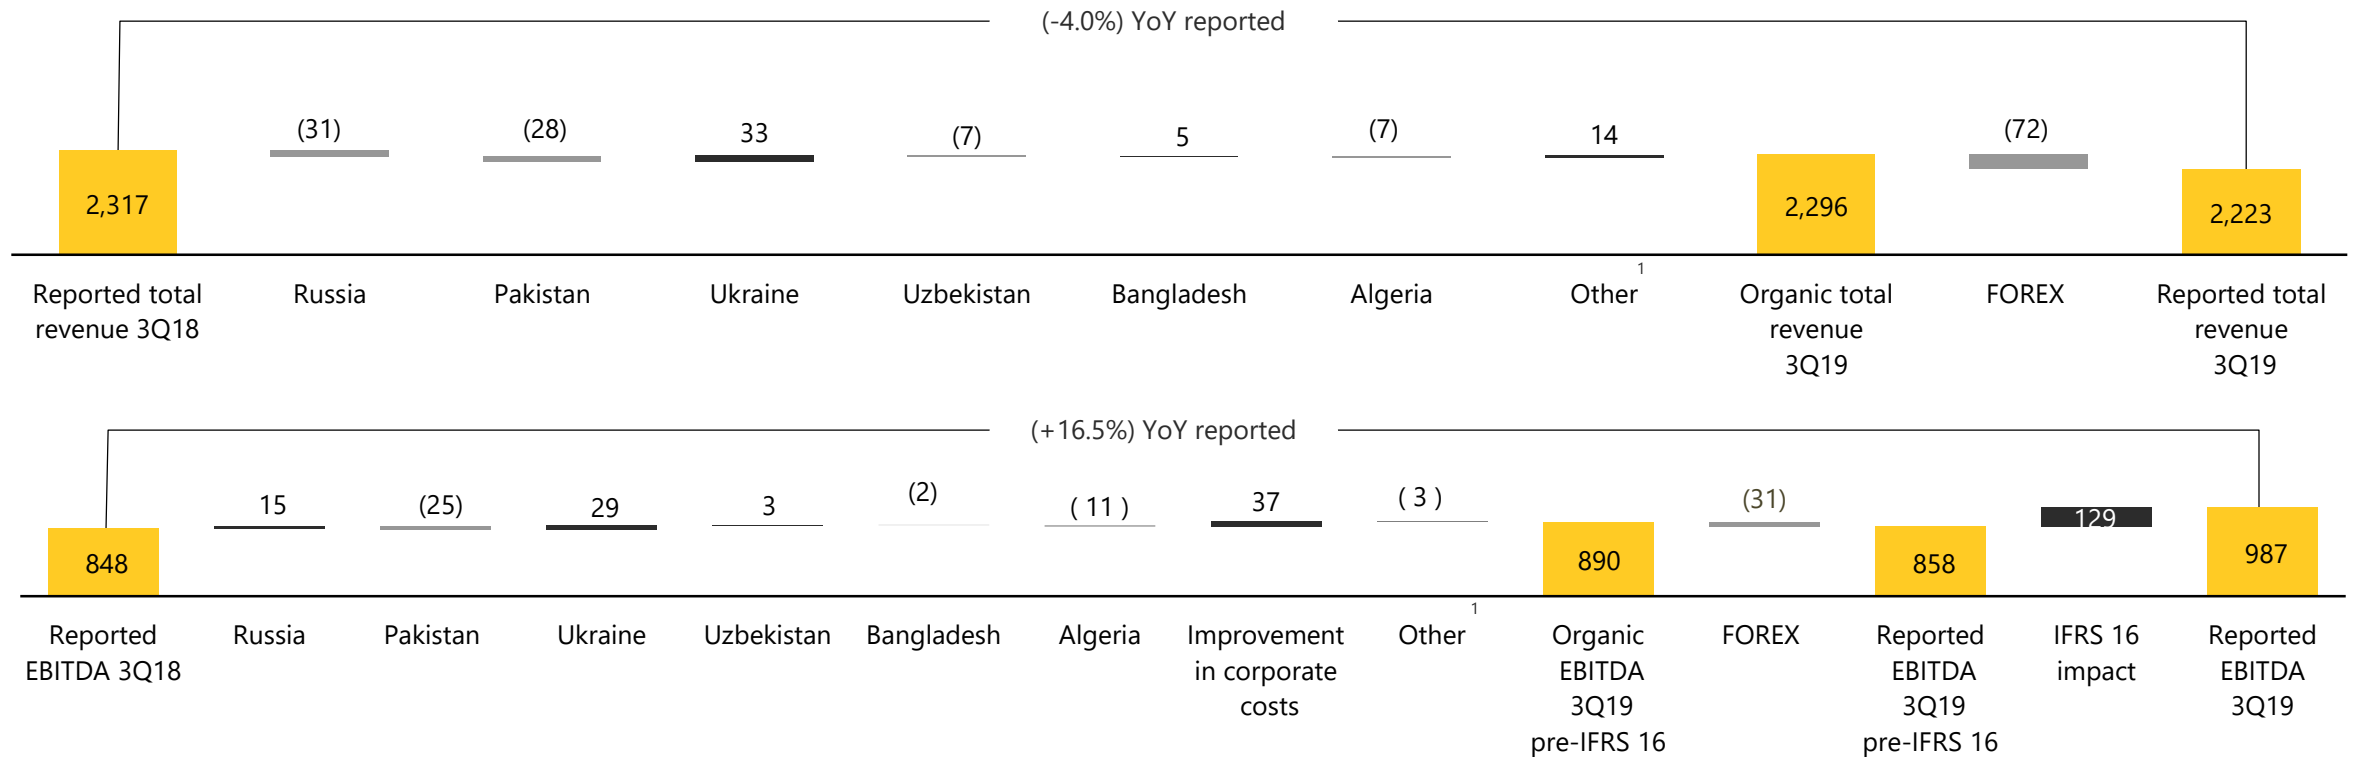 (-4.0%) YoY reported
(31)
(28)
33
(7)
5
(7)
14
(72)
2,317
2,296
2,223
Reported total
revenue 3Q18
Russia
Pakistan
Ukraine
Uzbekistan
Bangladesh
Algeria
Other 1
Organic total
revenue
3Q19
FOREX
Reported total
revenue
3Q19
(+16.5%) YoY reported
15
(25)
29
3
(2)
( 11 )
37
( 3 )
(31)
129
848
890
858
987
Reported
EBITDA 3Q18
Russia
Pakistan
Ukraine
Uzbekistan
Bangladesh
Algeria
Improvement
in corporate
costs
Other 1
Organic
EBITDA
3Q19
pre-IFRS 16
FOREX
Reported
EBITDA
3Q19
pre-IFRS 16
IFRS 16
impact
Reported
EBITDA
3Q19